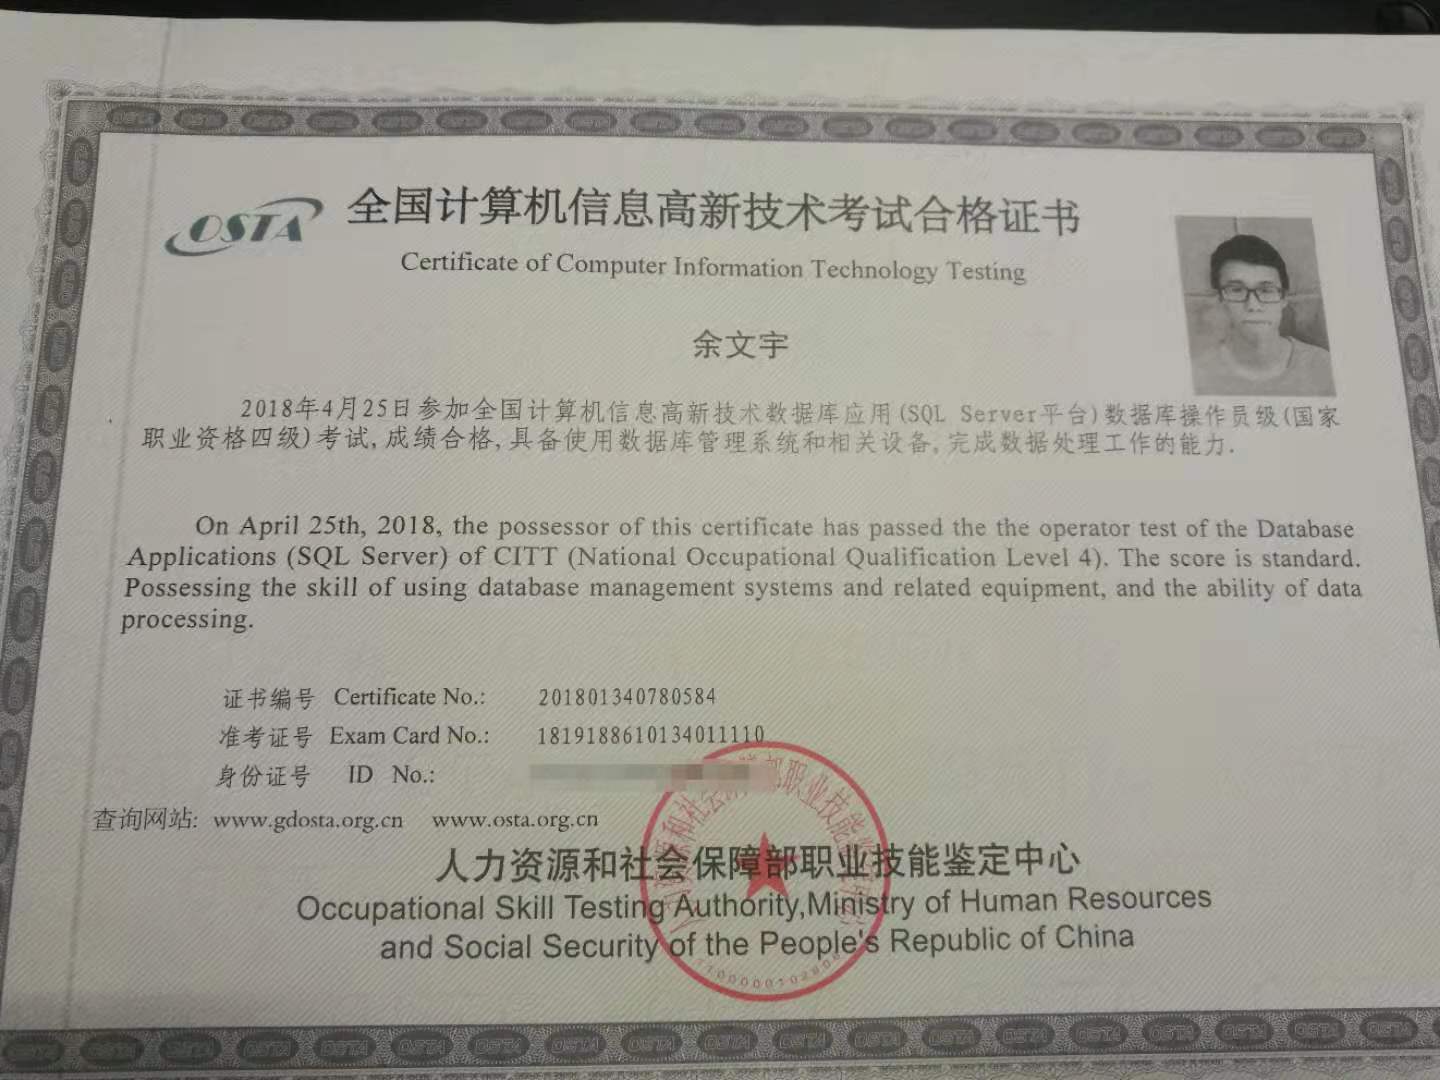 OSTA
全国计算机信息高新技术考试合格证书
Certificate of Computer Information Technology Testing
余文宇
2018年4月25日参加全国计算机信息高新技术数据库应用(SQL Server平台)数据库操作员级(国家
职业资格四级)考试,成绩合格,具备使用数据库管理系统和相关设备,完成数据处理工作的能力.
On April 25th, 2018, the possessor of this certificate has passed the the operator test of the Database
Applications (SQL Server) of CITT (National Occupational Qualification Level 4). The score is standard.
Possessing the skill of using database management systems and related equipment, and the ability of data
processing.
证书编号 Certificate No.: 201801340780584
准考证号 Exam Card No.: 1819188610134011110
身份证号 ID No.:
查询网站: www.gdosta.org.cn www.osta.org.cn
人力资源和社会保障部职业技能鉴定中心
Occupational Skill Testing Authority,Ministry of Human Resources
and Social Security of the People's Republic of China